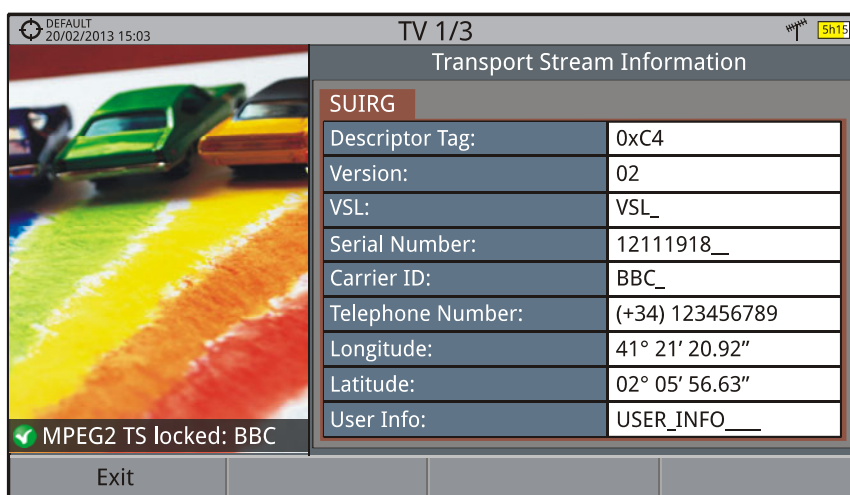 DEFAULT
20/02/2013 15:03
TV 1/3
5h15
Transport Stream Information
SUIRG
Descriptor Tag: 0xC4
Version: 02
VSL: VSL_
Serial Number: 12111918__
Carrier ID: BBC_
Telephone Number: (+34) 123456789
Longitude: 41° 21’ 20.92”
Latitude: 02° 05’ 56.63”
User Info: USER_INFO____
MPEG2 TS locked: BBC
Exit